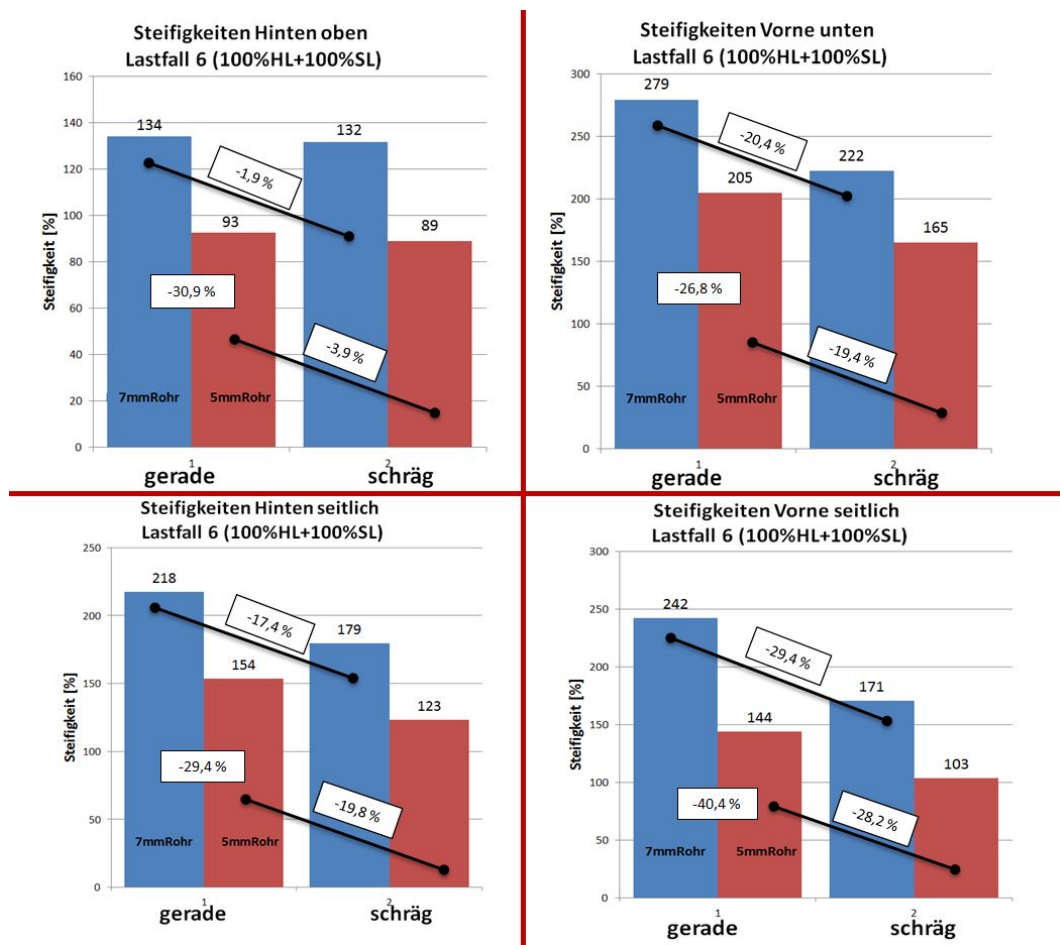 Steifigkeiten Hinten oben
Lastfall 6 (100%HL+100%SL)
Steifigkeit [%]
160
140
120
100
80
60
40
20
0
134
93
132
89
-1,9 %
-30,9 %
-3,9 %
7mmRohr
5mmRohr
1
2
gerade
schräg
Steifigkeiten Vorne unten
Lastfall 6 (100%HL+100%SL)
Steifigkeit [%]
300
250
200
150
100
50
0
279
205
222
165
-20,4 %
-26,8 %
-19,4 %
7mmRohr
5mmRohr
1
2
gerade
schräg
Steifigkeiten Hinten seitlich
Lastfall 6 (100%HL+100%SL)
Steifigkeit [%]
250
200
150
100
50
0
218
154
179
123
-17,4 %
-29,4 %
-19,8 %
7mmRohr
5mmRohr
1
2
gerade
schräg
Steifigkeiten Vorne seitlich
Lastfall 6 (100%HL+100%SL)
Steifigkeit [%]
300
250
200
150
100
50
0
242
144
171
103
-29,4 %
-40,4 %
-28,2 %
7mmRohr
5mmRohr
1
2
gerade
schräg